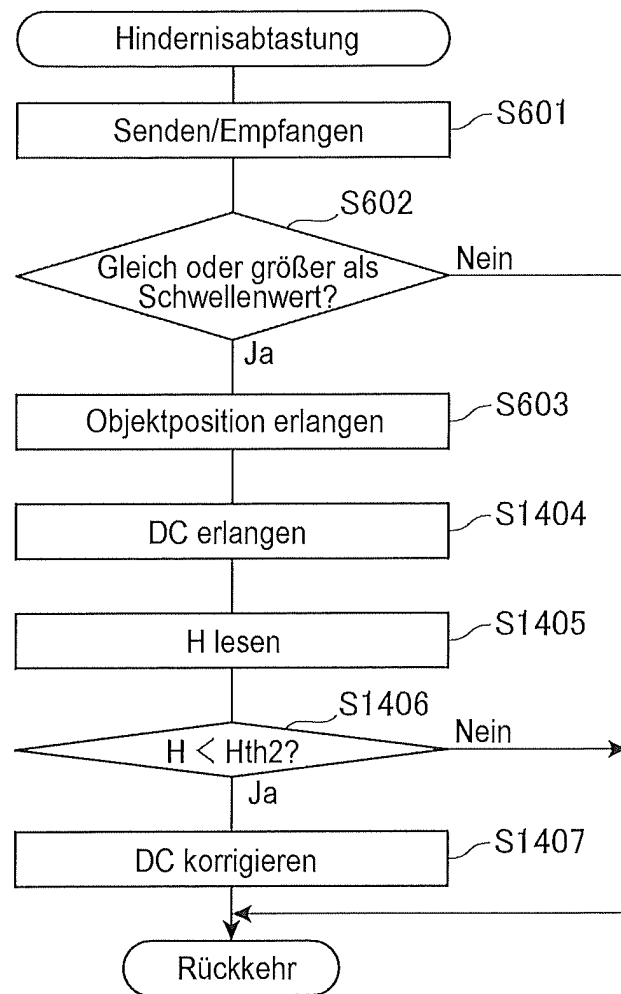 Hindernisabtastung
Senden/Empfangen
S601
S602
Gleich oder größer als
Schwellenwert?
Nein
Ja
Objektposition erlangen
S603
DC erlangen
S1404
H lesen
S1405
S1406
H < Hth2?
Nein
Ja
DC korrigieren
S1407
Rückkehr